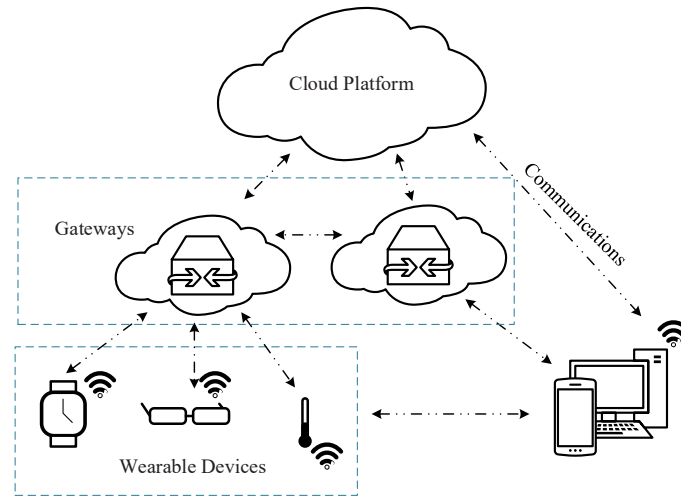 Cloud Platform
Communications
Gateways
Wearable Devices